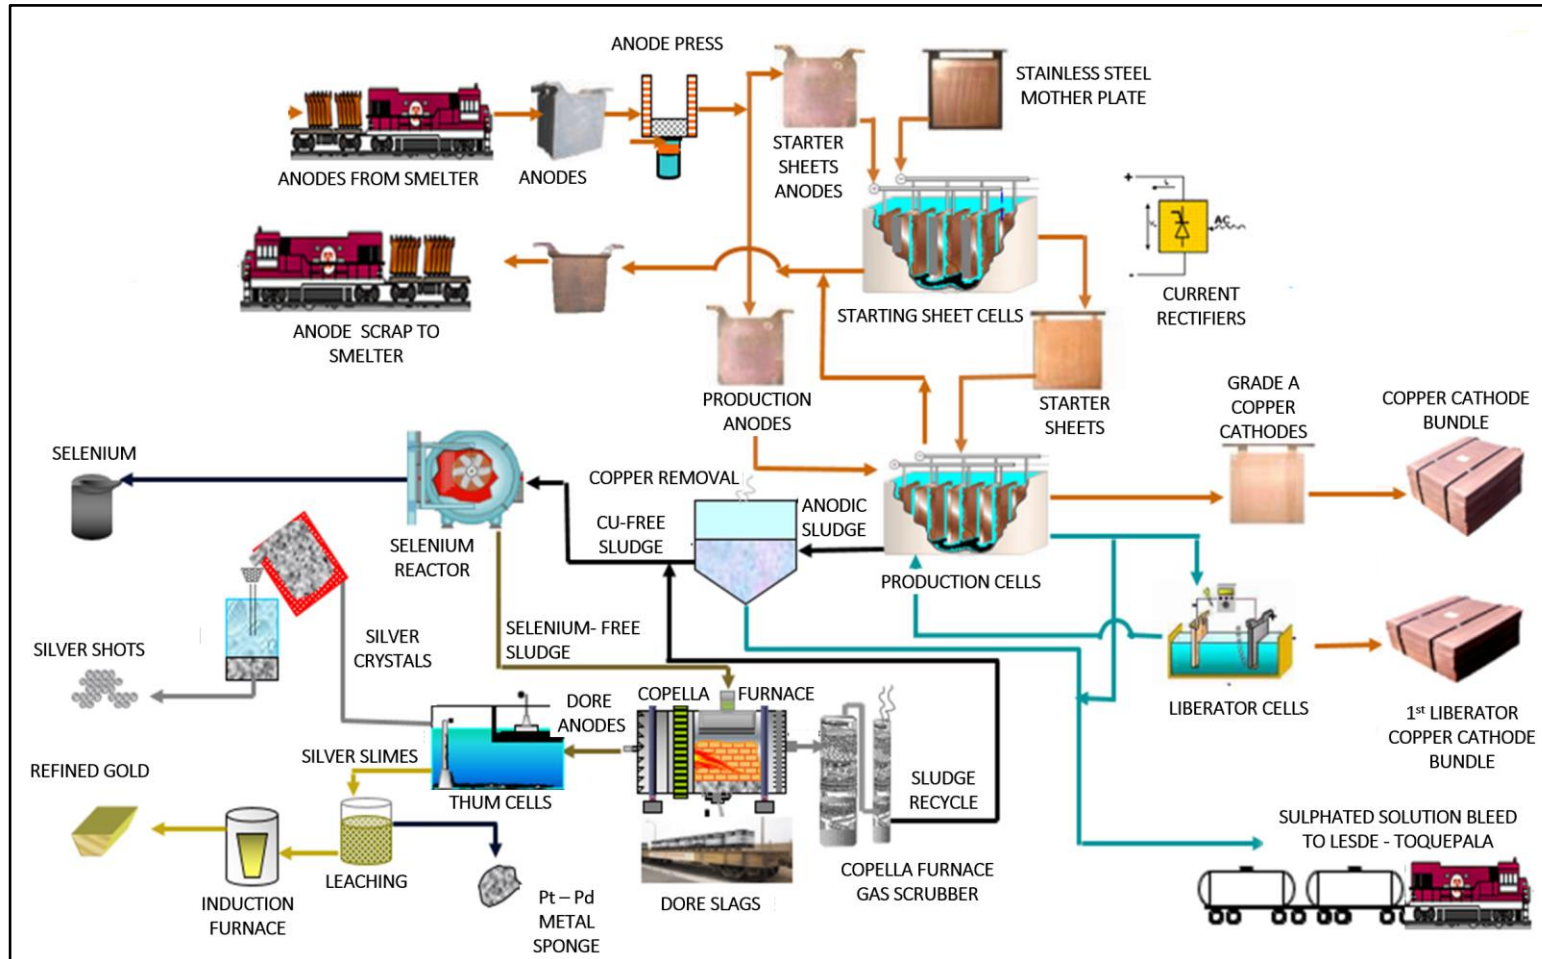 ANODE PRESS
STAINLESS STEEL
MOTHER PLATE
ANODES FROM SMELTER
ANODES
STARTER
SHEETS
ANODES
+
AC
-
CURRENT
RECTIFIERS
STARTING SHEET CELLS
ANODE SCRAP TO
SMELTER
PRODUCTION
ANODES
STARTER
SHEETS
GRADE A
COPPER
CATHODES
COPPER CATHODE
BUNDLE
SELENIUM
COPPER REMOVAL
ANODIC
SLUDGE
CU-FREE
SLUDGE
SELENIUM
REACTOR
PRODUCTION CELLS
SILVER SHOTS
SILVER
CRYSTALS
SELENIUM- FREE
SLUDGE
COPELLA FURNACE
DORE
ANODES
LIBERATOR CELLS
1st LIBERATOR
COPPER CATHODE
BUNDLE
SILVER SLIMES
REFINED GOLD
THUM CELLS
SLUDGE
RECYCLE
SULPHATED SOLUTION BLEED
TO LESDE - TOQUEPALA
LEACHING
INDUCTION
FURNACE
Pt – Pd
METAL
SPONGE
DORE SLAGS
COPELLA FURNACE
GAS SCRUBBER